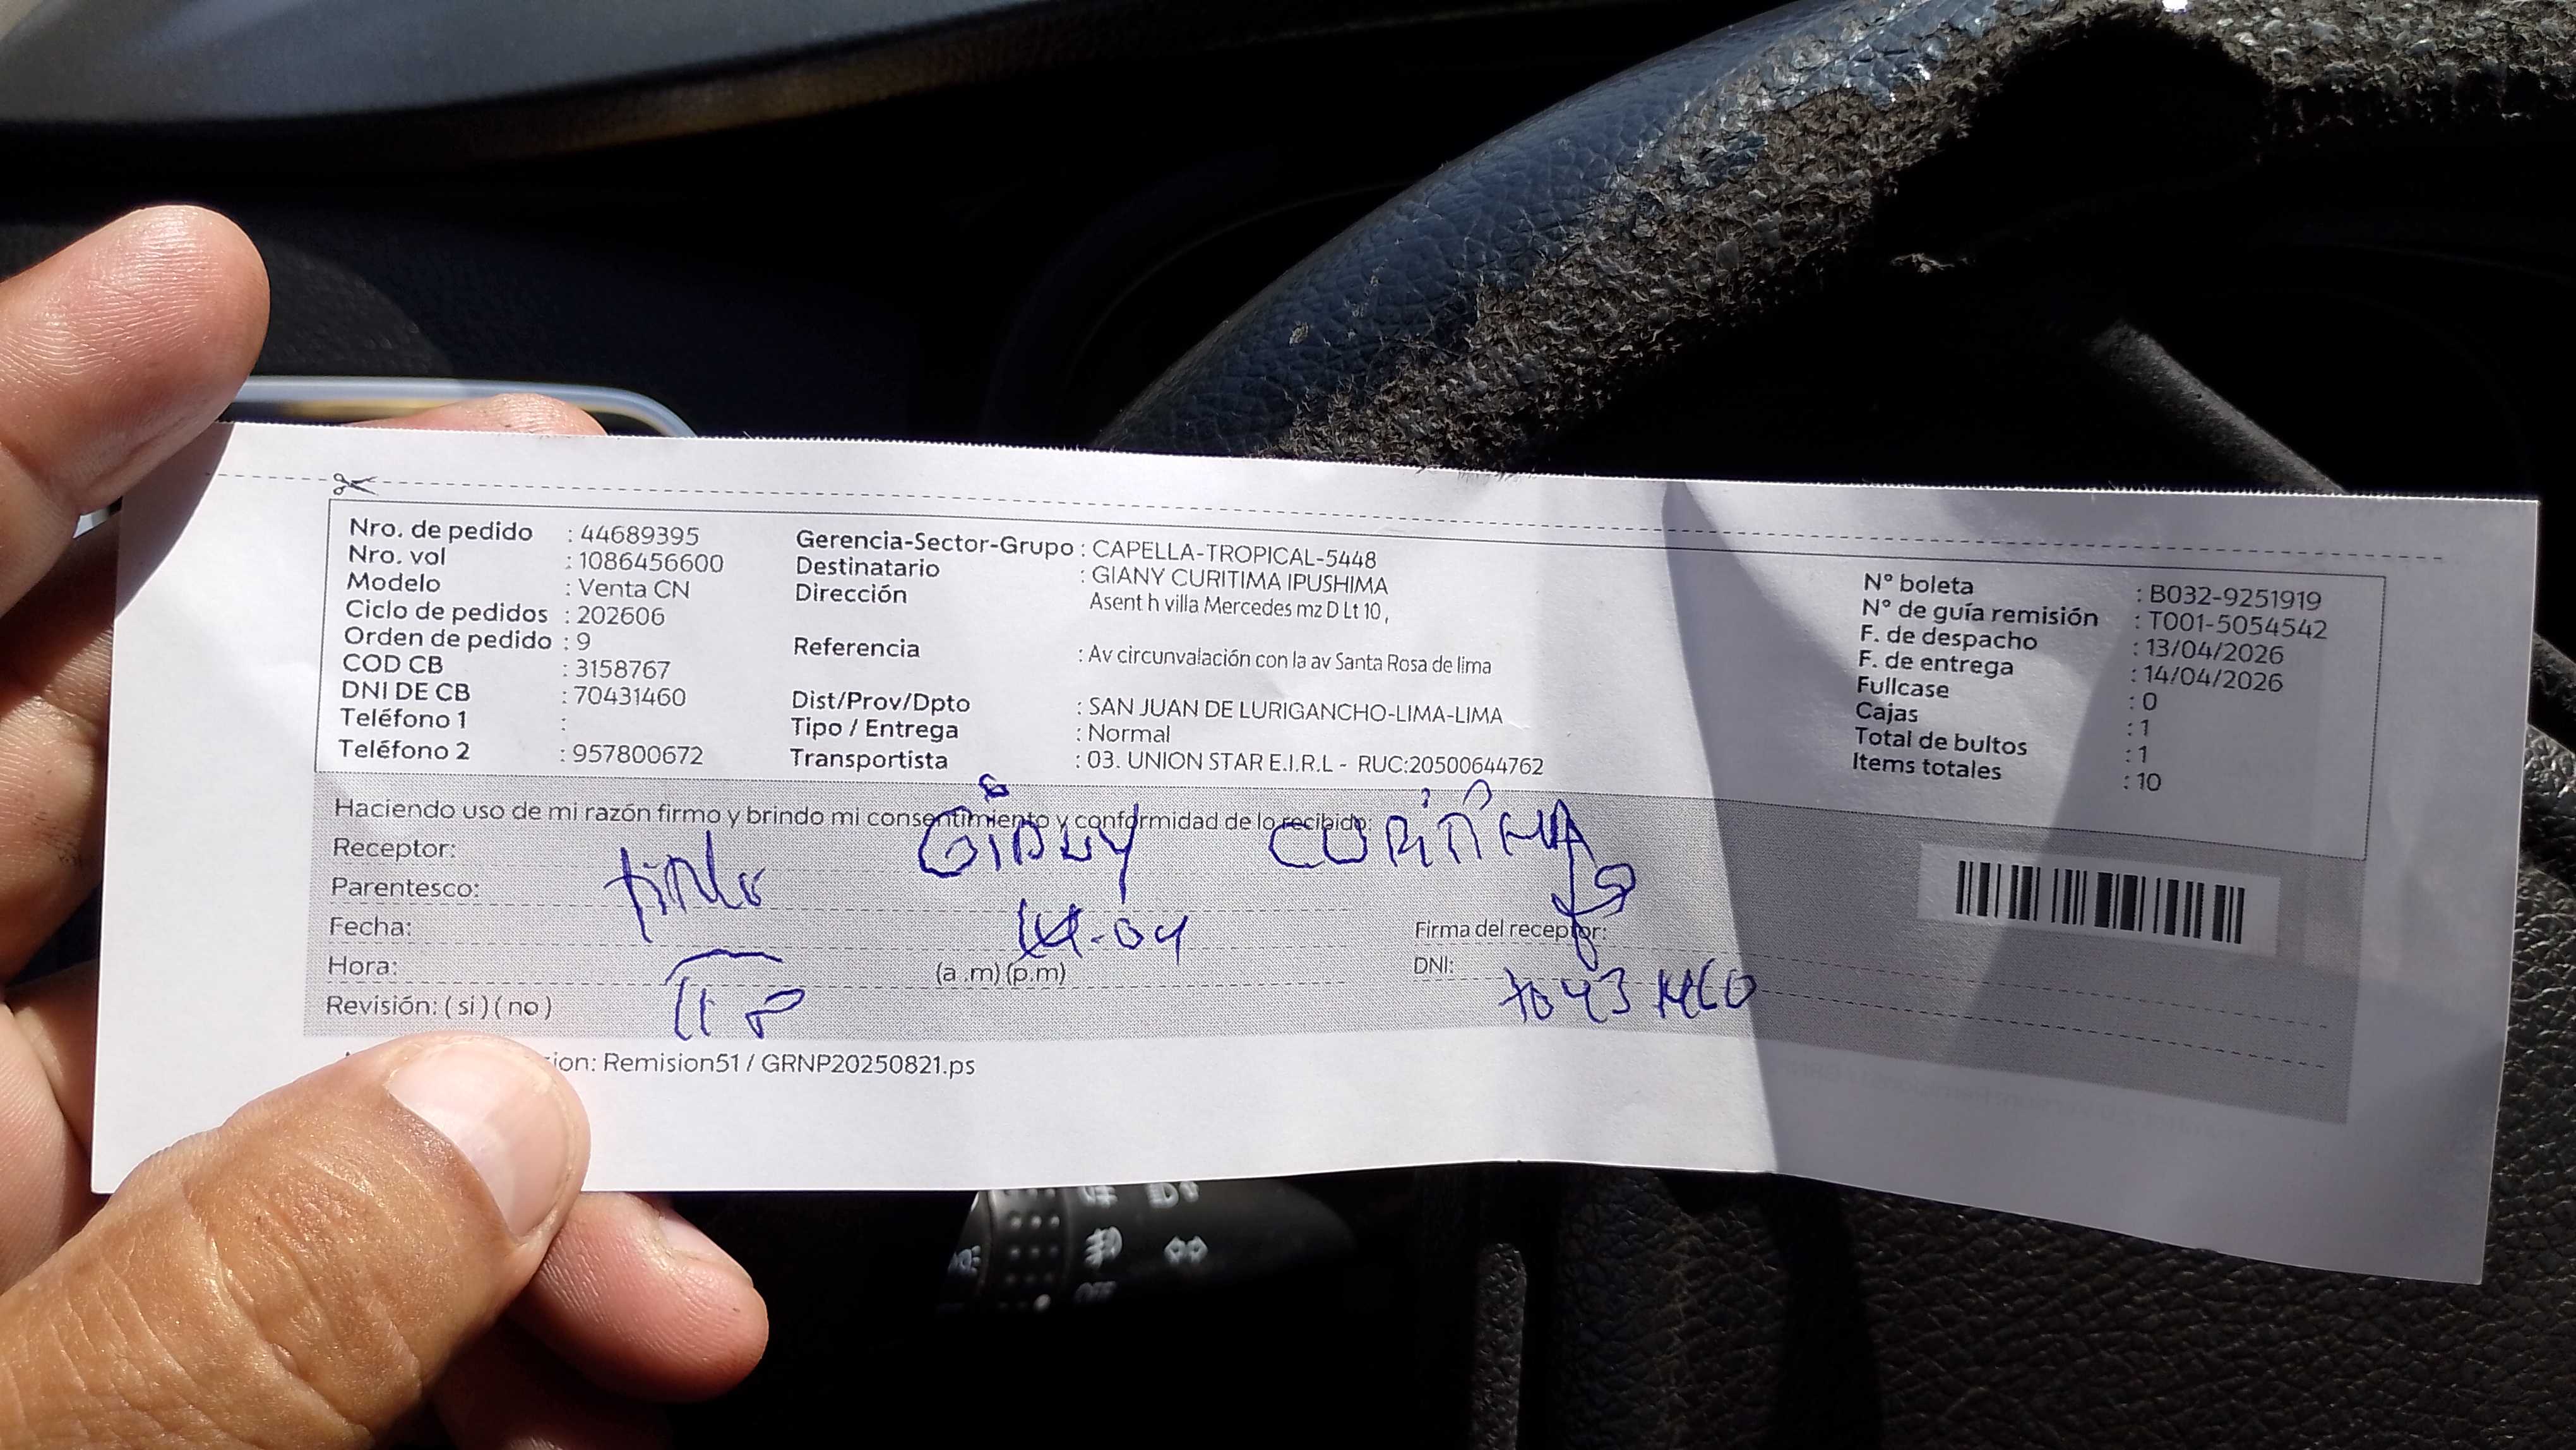 Nro. de pedido : 44689395
Nro. vol : 1086456600
Modelo : Venta CN
Ciclo de pedidos : 202606
Orden de pedido : 9
COD CB : 3158767
DNI DE CB : 70431460
Teléfono 1 :
Teléfono 2 : 957800672
Gerencia-Sector-Grupo : CAPELLA-TROPICAL-5448
Destinatario : GIANY CURITIMA IPUSHIMA
Dirección Asent h villa Mercedes mz D Lt 10 ,
Referencia : Av circunvalación con la av Santa Rosa de lima
Dist/Prov/Dpto : SAN JUAN DE LURIGANCHO-LIMA-LIMA
Tipo / Entrega : Normal
Transportista : 03. UNION STAR E.I.R.L - RUC:20500644762
N° boleta : B032-9251919
N° de guía remisión : T001-5054542
F. de despacho : 13/04/2026
F. de entrega : 14/04/2026
Fullcase : 0
Cajas : 1
Total de bultos : 1
Items totales : 10
Haciendo uso de mi razón firmo y brindo mi consentimiento y conformidad de lo recibido:
Receptor: GIANY CURITIMA
Parentesco:
Fecha: 14-04
Firma del receptor:
Hora: (a .m) (p.m)
DNI:
Revisión: ( si ) ( no )
ion: Remision51 / GRNP20250821.ps
OFF